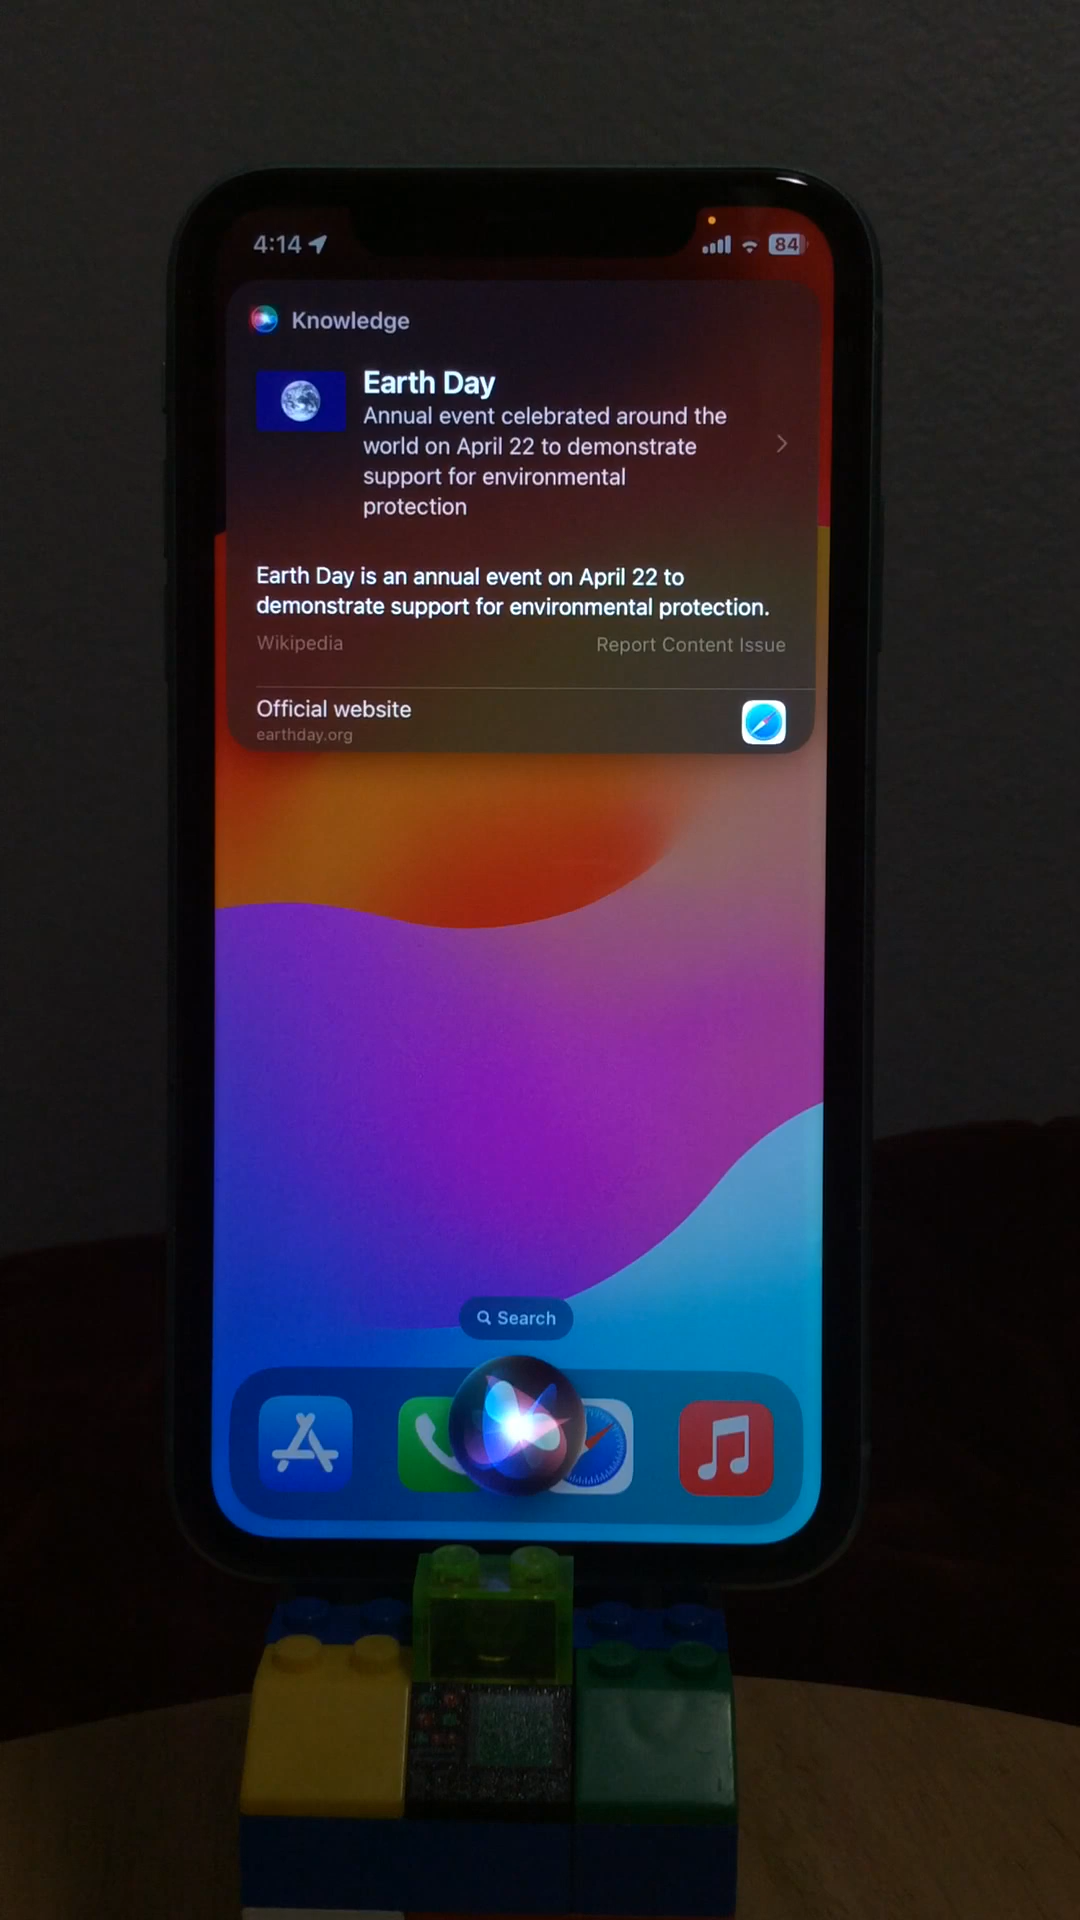 4:14
84
Knowledge
Earth Day
Annual event celebrated around the
world on April 22 to demonstrate
support for environmental
protection
Earth Day is an annual event on April 22 to
demonstrate support for environmental protection.
Wikipedia
Report Content Issue
Official website
earthday.org
Search